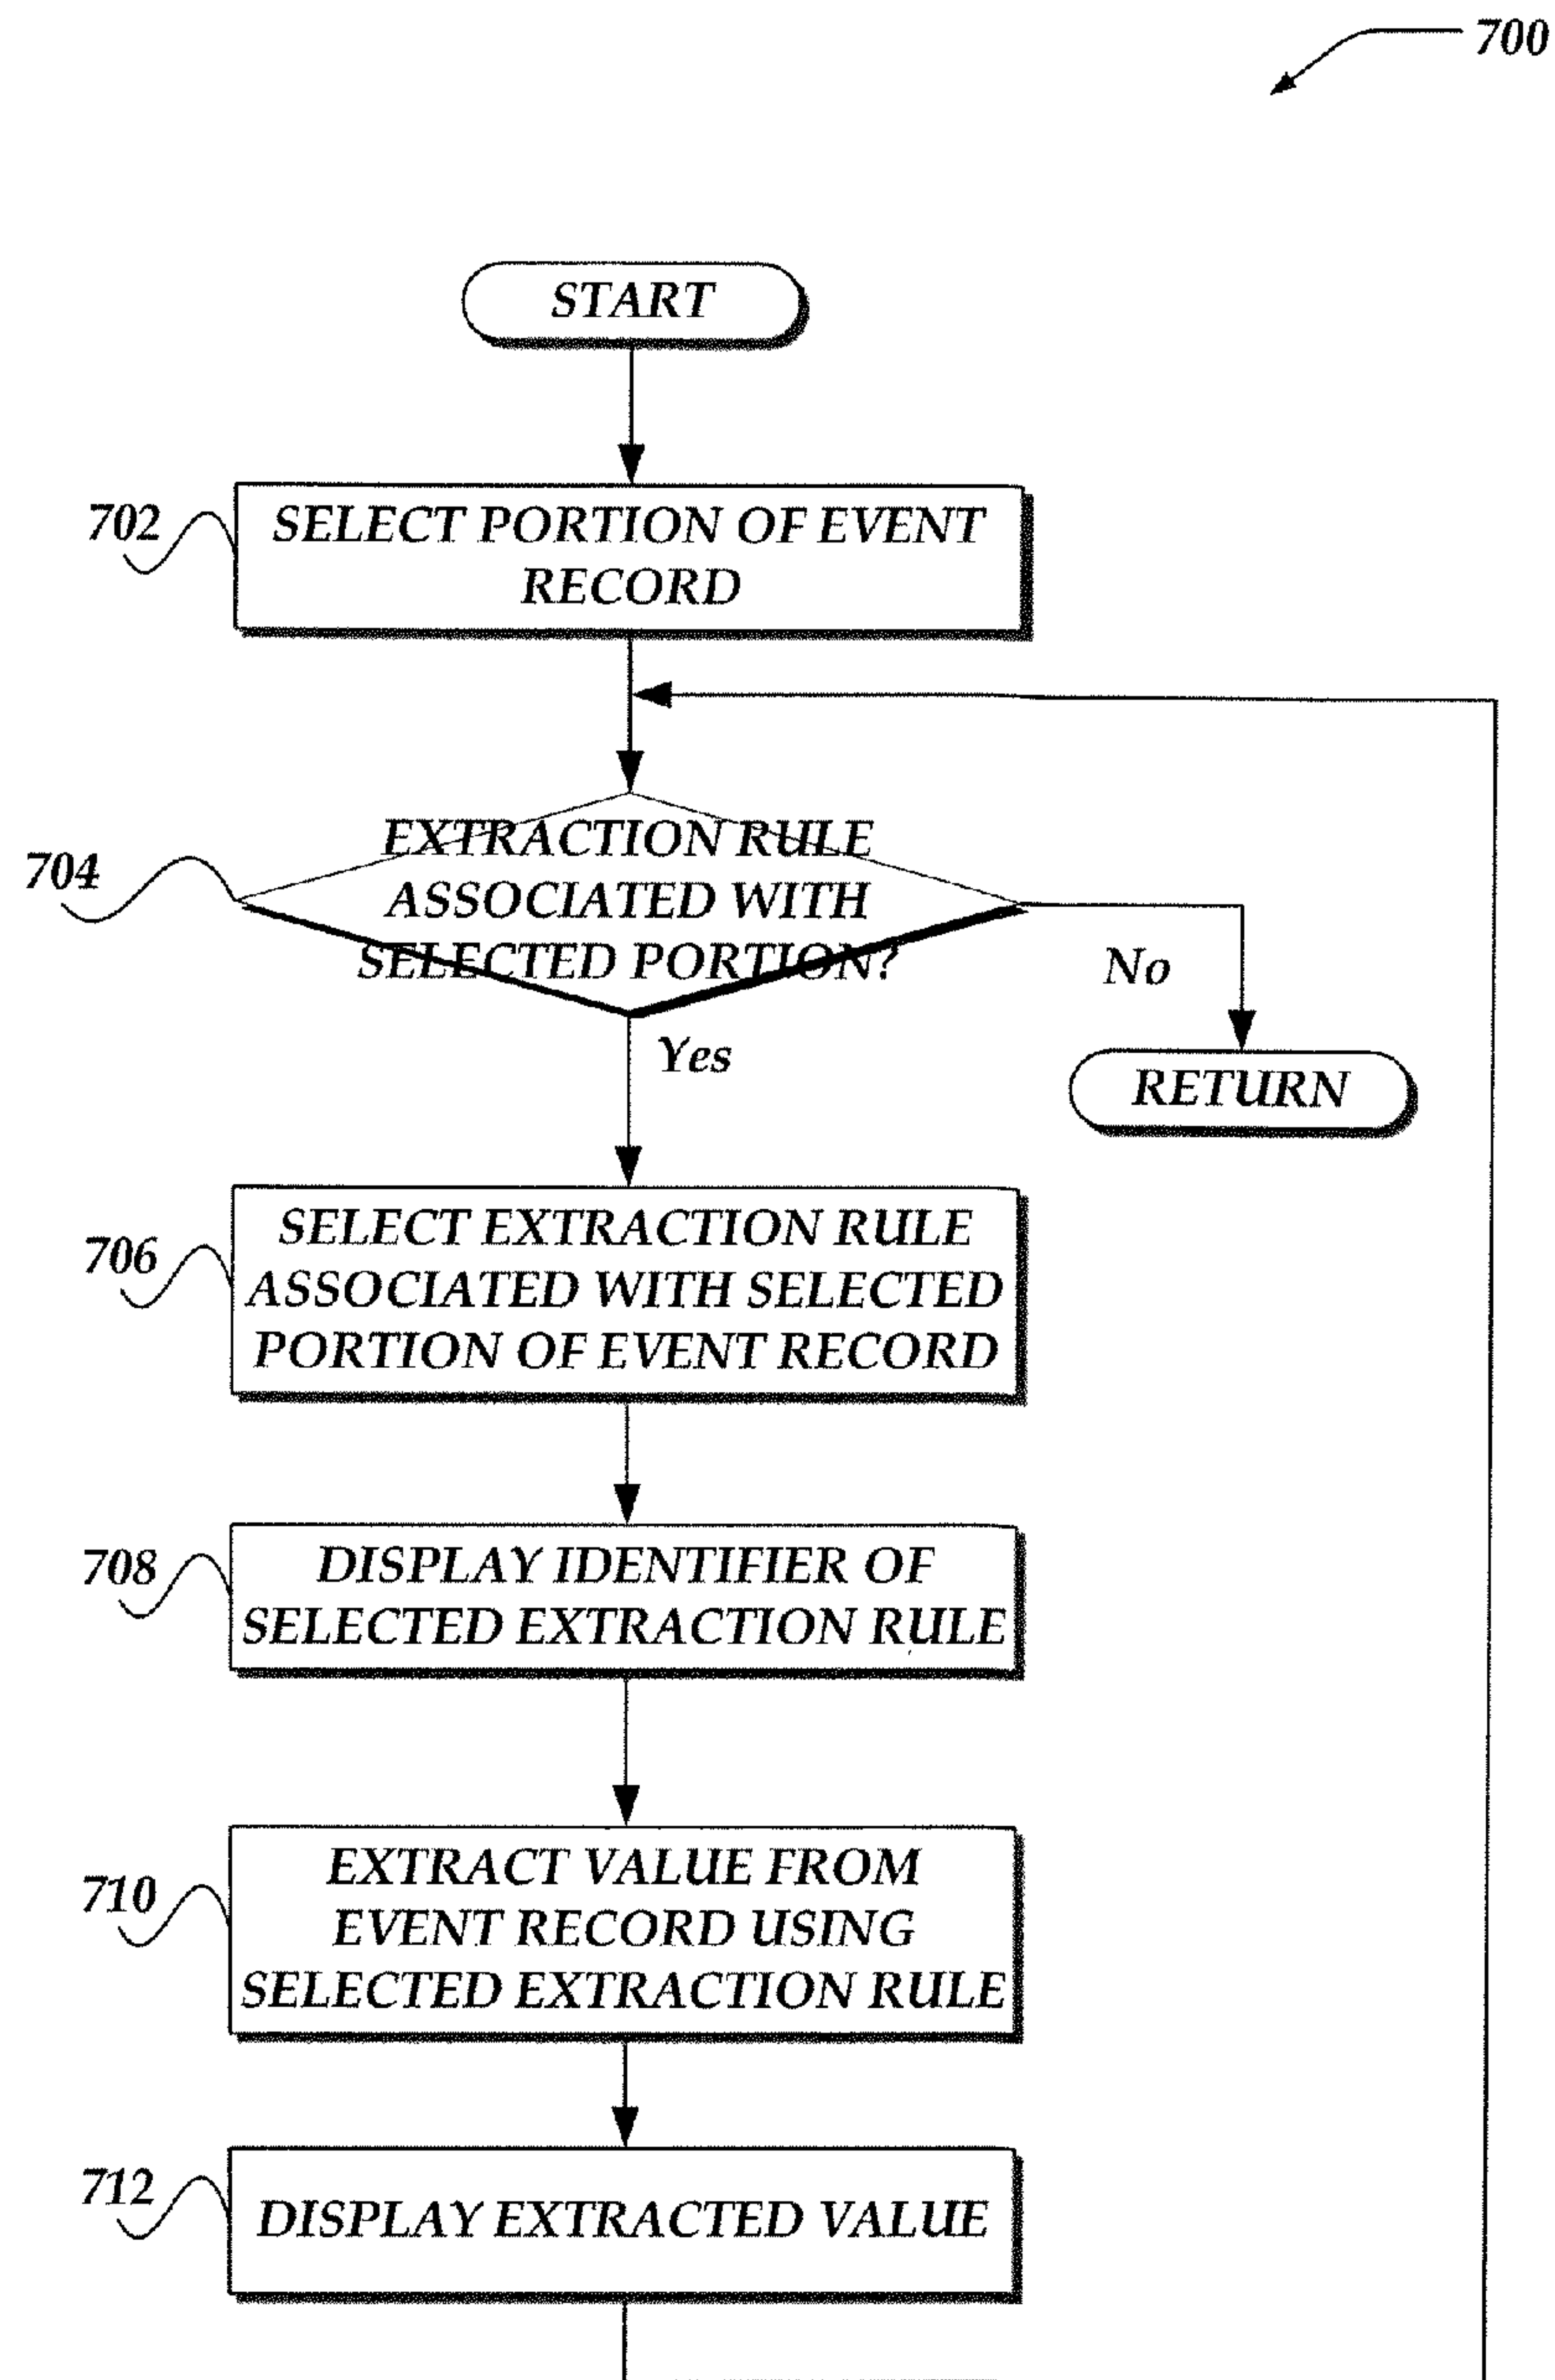 700
START
702
SELECT PORTION OF EVENT
RECORD
EXTRACTION RULE
704
ASSOCIATED WITH
SELECTED PORTION?
No
Yes
RETURN
SELECT EXTRACTION RULE
706
ASSOCIATED WITH SELECTED
PORTION OF EVENT RECORD
708
DISPLAY IDENTIFIER OF
SELECTED EXTRACTION RULE
EXTRACT VALUE FROM
710
EVENT RECORD USING
SELECTED EXTRACTION RULE
712
DISPLAY EXTRACTED VALUE